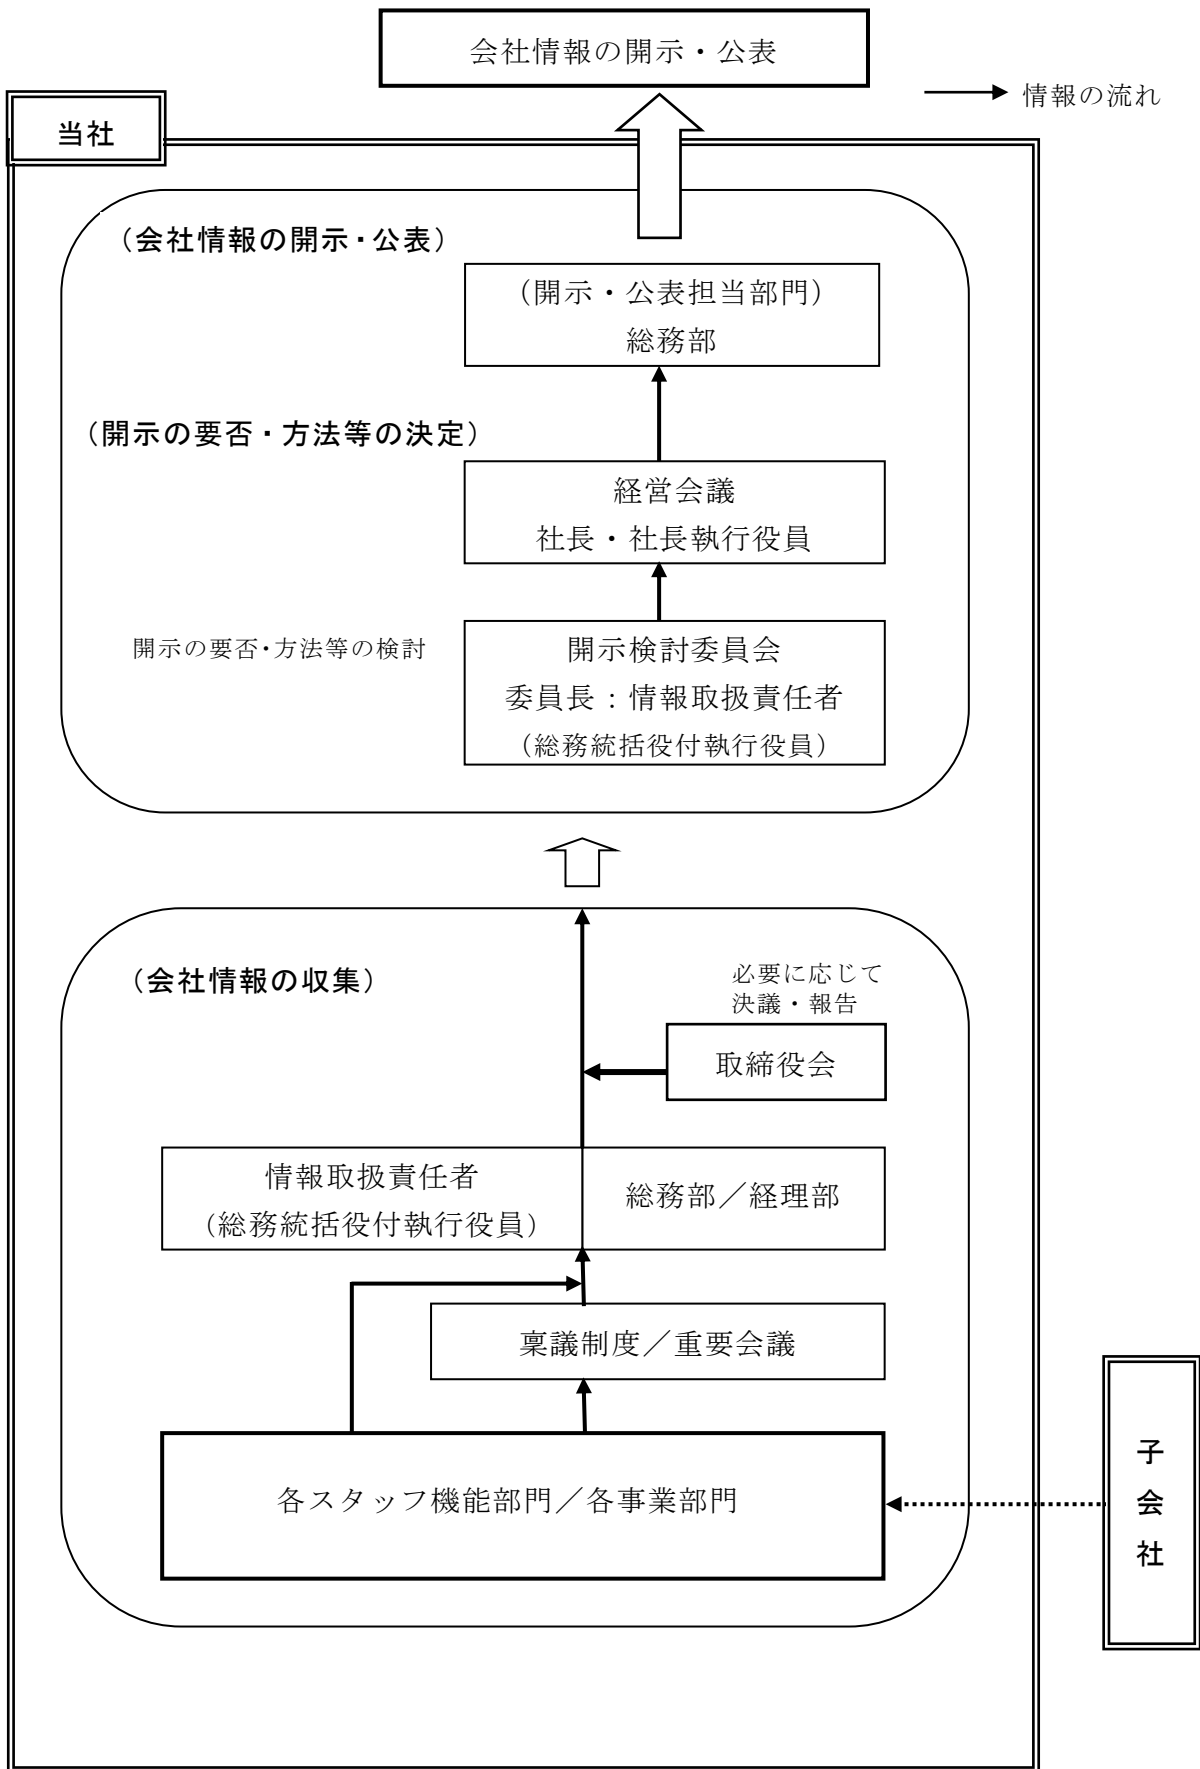 会社情報の開示・公表
情報の流れ
当社
（会社情報の開示・公表）
（開示・公表担当部門）
総務部
（開示の要否・方法等の決定）
経営会議
社長・社長執行役員
開示の要否・方法等の検討
開示検討委員会
委員長：情報取扱責任者
（総務統括役付執行役員）
（会社情報の収集）
必要に応じて
決議・報告
取締役会
情報取扱責任者
（総務統括役付執行役員）
総務部／経理部
稟議制度／重要会議
各スタッフ機能部門／各事業部門
子会社